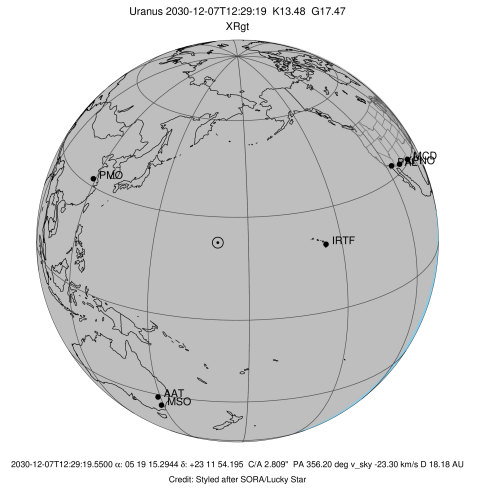 Uranus 2030-12-07T12:29:19  K13.48  G17.47
XRgt
PMO
MCD
IRTF
AAT
MSO
2030-12-07T12:29:19.5500 α: 05 19 15.2944 δ: +23 11 54.195  C/A 2.809"  PA 356.20 deg v_sky -23.30 km/s D 18.18 AU
Credit: Styled after SORA/Lucky Star